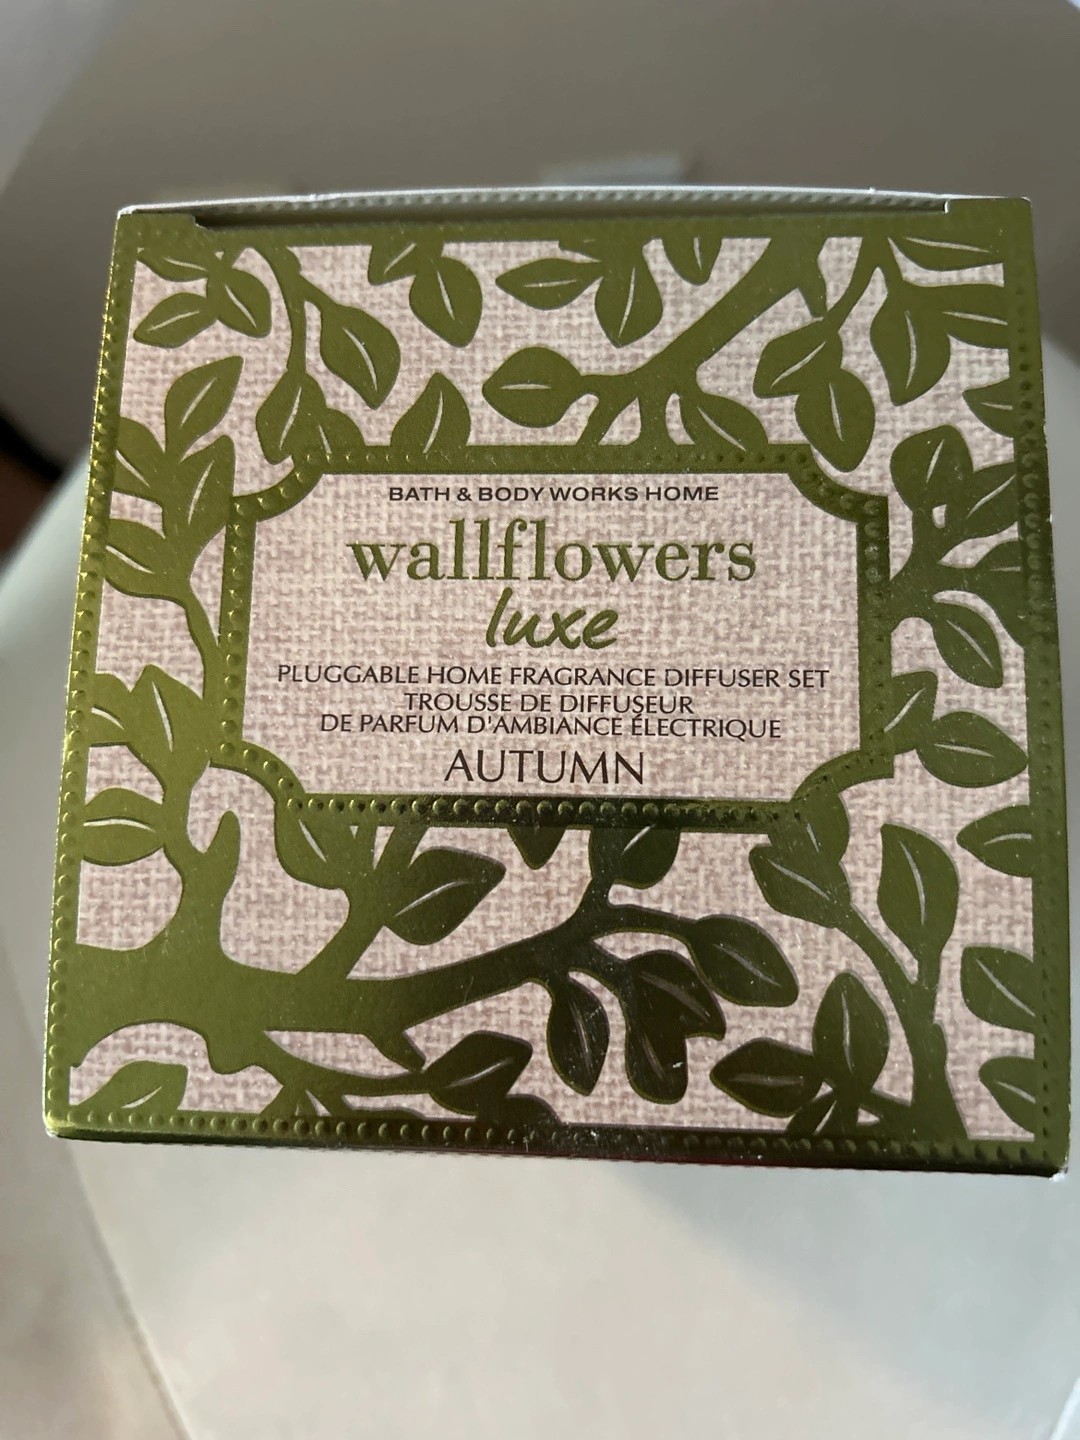 BATH & BODY WORKS HOME
wallflowers
luxe
PLUGGABLE HOME FRAGRANCE DIFFUSER SET
TROUSSE DE DIFFUSEUR
DE PARFUM D'AMBIANCE ÉLECTRIQUE
AUTUMN